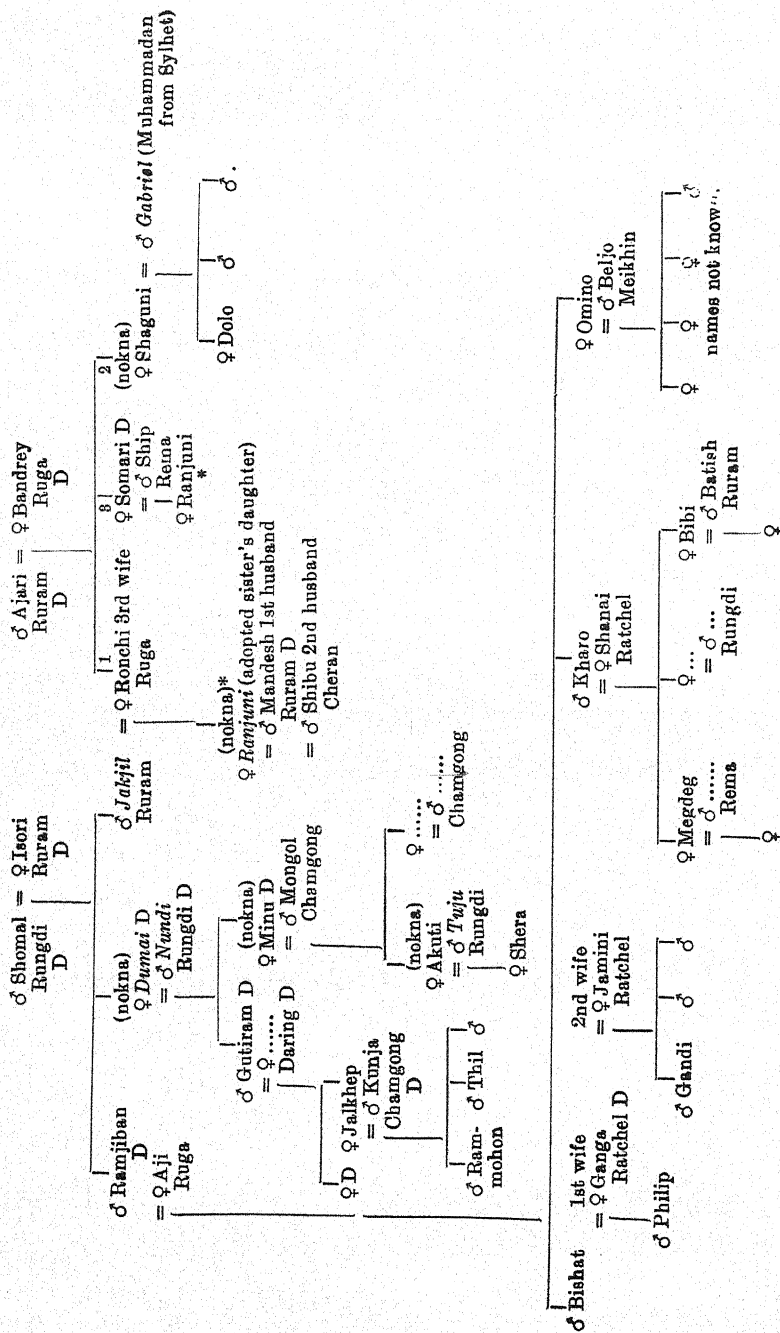 ♂ Shomal = ♀ Isori
Rungdi Ruram
D D
♂ Ajari = ♀ Bandrey
Ruram Ruga
D D
♂ Ramjiban
D
= ♀ Aji
Ruga
(nokna)
♀ Dumai D
= ♂ Nundi
Rungdi D
♂ Jakjil
Ruram
1
= ♀ Ronchi 3rd wife
Ruga
3
♀ Somari D
= ♂ Ship
Rema
♀ Ranjuni
*
2
(nokna)
♀ Shaguni = ♂ Gabriel (Muhammadan
from Sylhet)
♀ Dolo ♂ ♂.
(nokna)*
♀ Ranjuni (adopted sister's daughter)
= ♂ Mandesh 1st husband
Ruram D
= ♂ Shibu 2nd husband
Cheran
♂ Gutiram D
= ♀ ......
Daring D
(nokna)
♀ Minu D
= ♂ Mongol
Chamgong
♀ D ♀ Jalkhep
= ♂ Kunja
Chamgong
D
(nokna)
♀ Akuti
= ♂ Tuju
Rungdi
♀ Shera
♀ ......
= ♂ ......
Chamgong
♂ Ram-
mohon
♂ Thil ♂
♂ Bishat
1st wife
= ♀ Ganga
Ratchel D
♂ Philip
2nd wife
= ♀ Jamini
Ratchel
♂ Gandi ♂ ♂
♂ Kharo
= ♀ Shanai
Ratchel
♀ Omino
= ♂ Beljo
Meikhin
♀ Megdeg
= ♂ ......
Rema
♀
♀ ...
= ♂ ...
Rungdi
♀ Bibi
= ♂ Batish
Ruram
♀
♀ ♀ ♀ ♂
names not known.